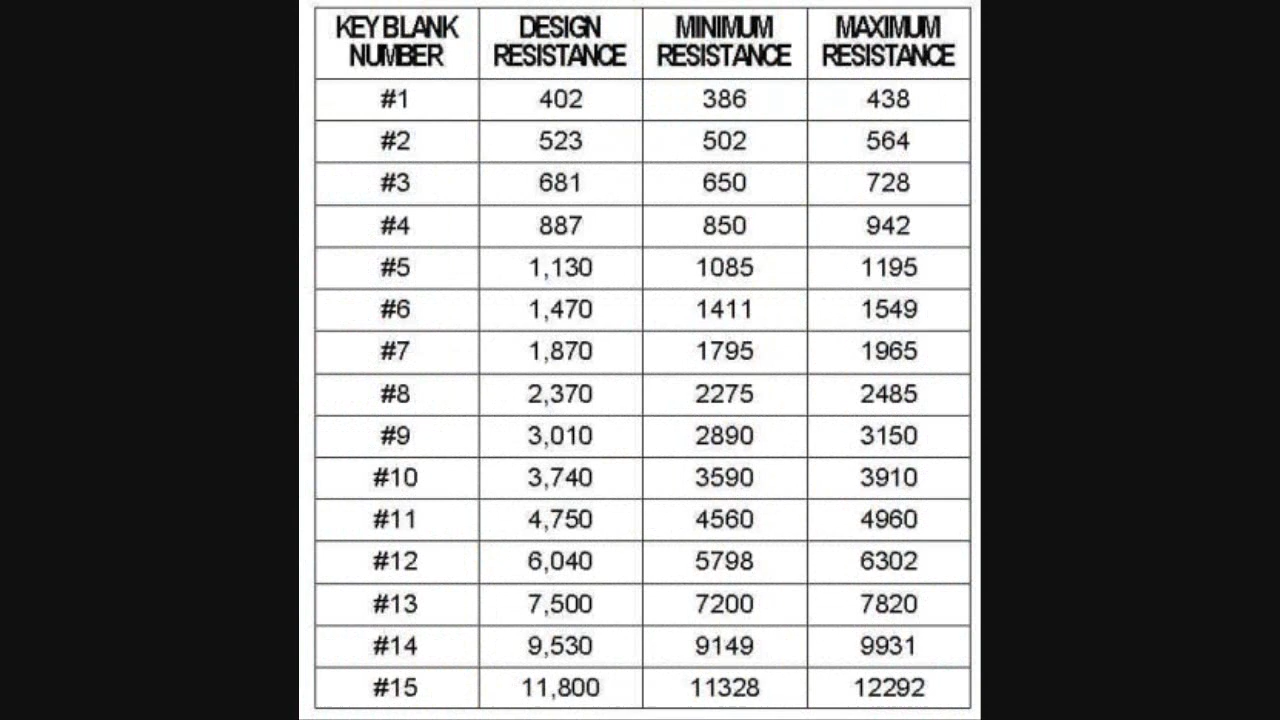 KEY BLANK NUMBER DESIGN RESISTANCE MINIMUM RESISTANCE MAXIMUM RESISTANCE
#1 402 386 438
#2 523 502 564
#3 681 650 728
#4 887 850 942
#5 1,130 1085 1195
#6 1,470 1411 1549
#7 1,870 1795 1965
#8 2,370 2275 2485
#9 3,010 2890 3150
#10 3,740 3590 3910
#11 4,750 4560 4960
#12 6,040 5798 6302
#13 7,500 7200 7820
#14 9,530 9149 9931
#15 11,800 11328 12292